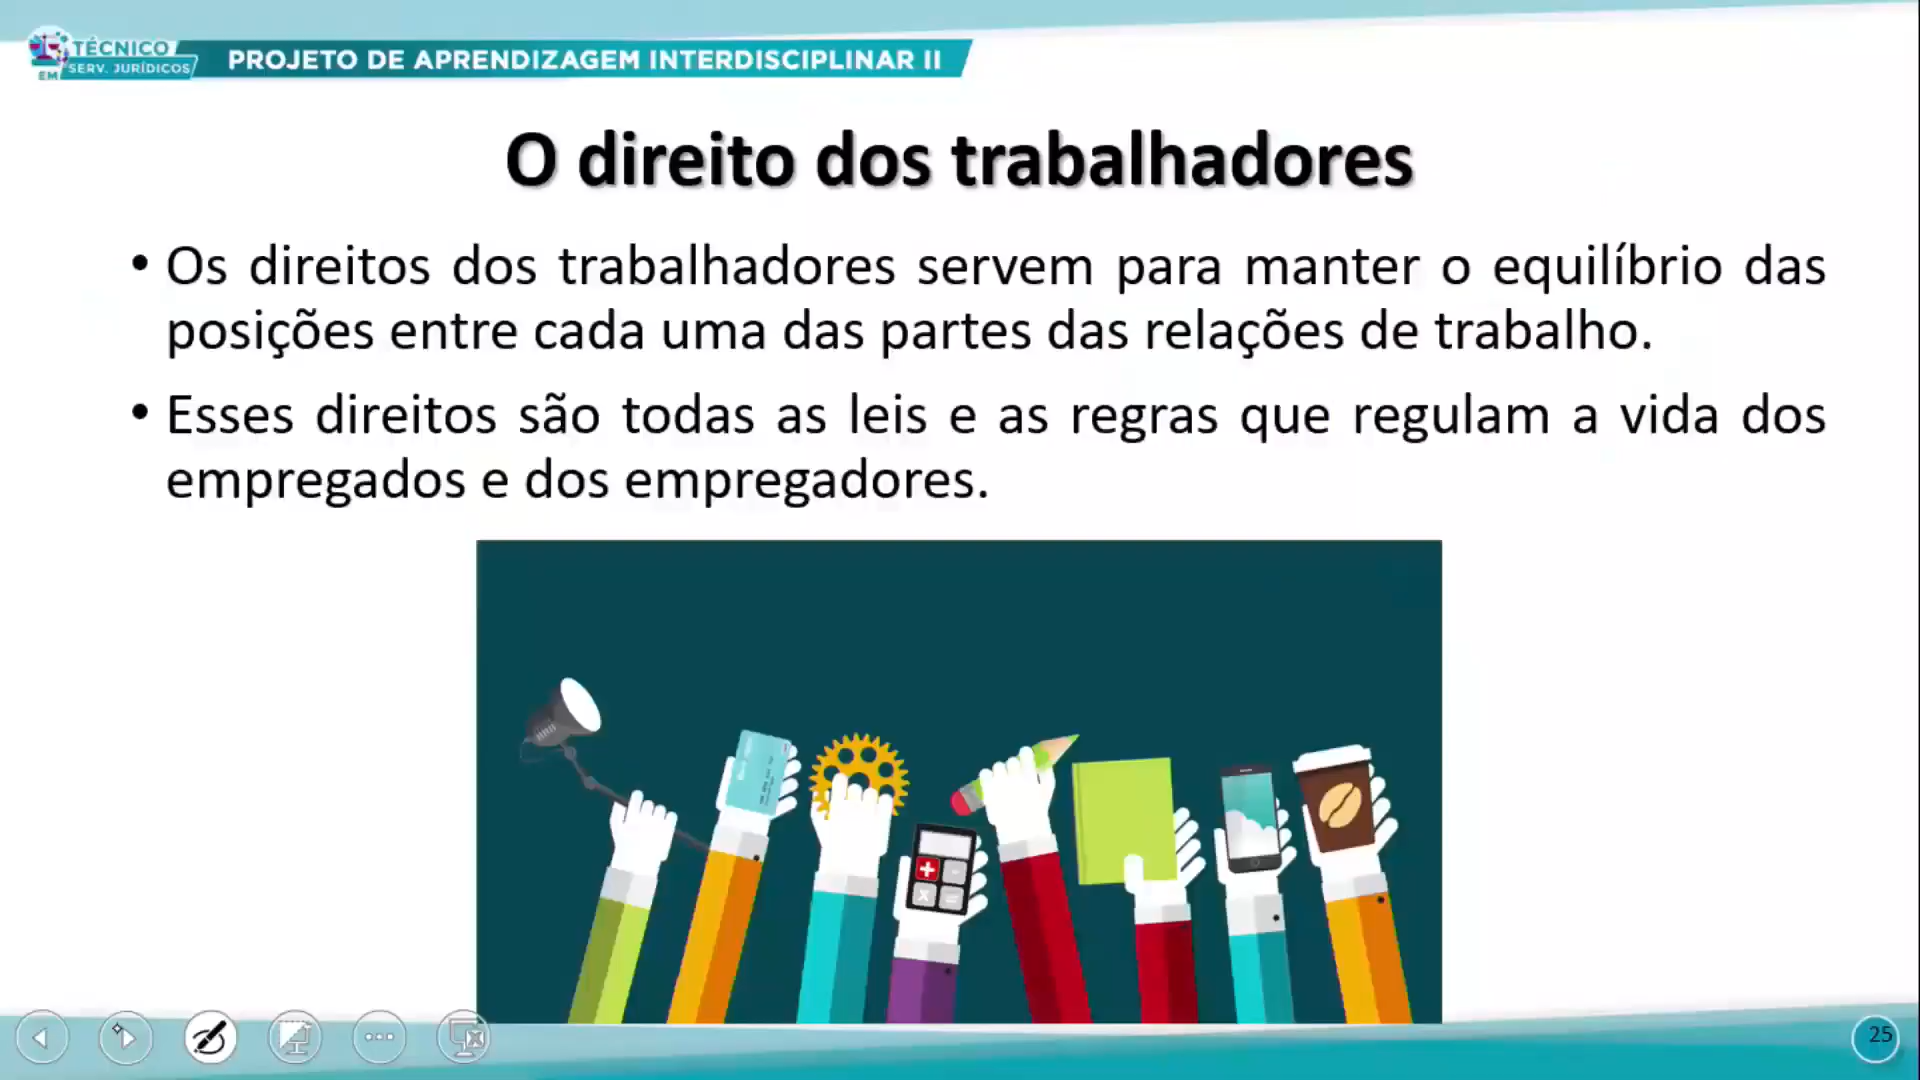 TÉCNICO
EM SERV. JURÍDICOS
PROJETO DE APRENDIZAGEM INTERDISCIPLINAR II
O direito dos trabalhadores
• Os direitos dos trabalhadores servem para manter o equilíbrio das
posições entre cada uma das partes das relações de trabalho.
• Esses direitos são todas as leis e as regras que regulam a vida dos
empregados e dos empregadores.
25